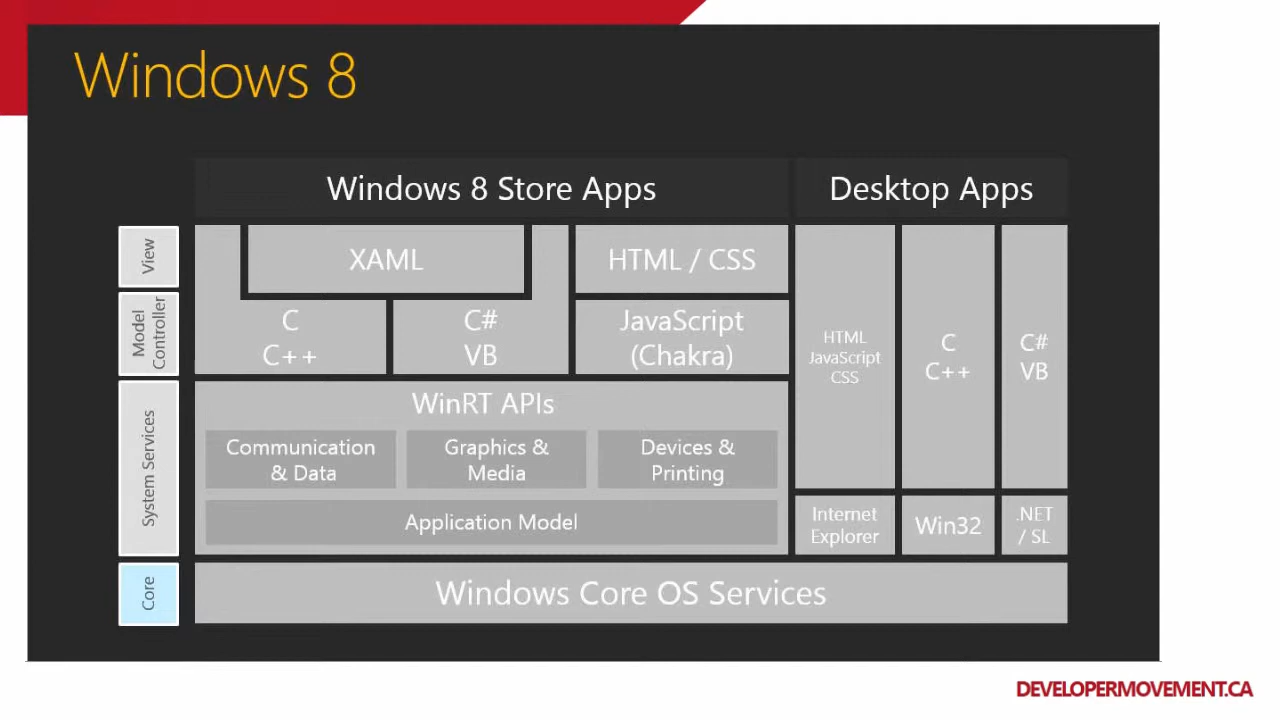 Windows 8
Windows 8 Store Apps
Desktop Apps
View
XAML
HTML / CSS
Model
Controller
C
C++
C#
VB
JavaScript
(Chakra)
HTML
JavaScript
CSS
C
C++
C#
VB
System Services
WinRT APIs
Communication
& Data
Graphics &
Media
Devices &
Printing
Application Model
Internet
Explorer
Win32
.NET
/ SL
Core
Windows Core OS Services
DEVELOPERMOVEMENT.CA